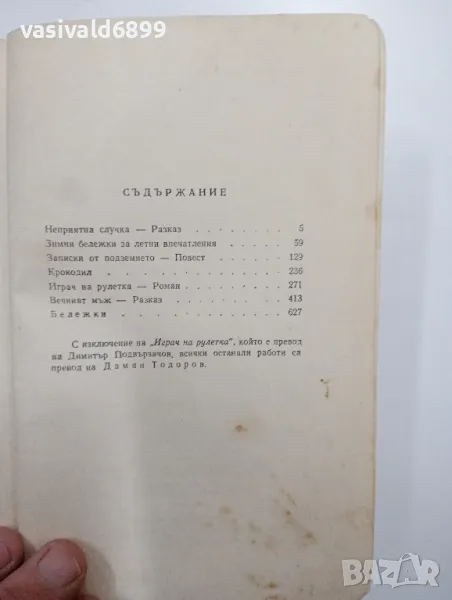 vasivald6899
СЪДЪРЖАНИЕ
Неприятна случка — Разказ . . . . . . . . 5
Зимни бележки за летни впечатления . . . . . 59
Записки от подземието — Повест . . . . . . 129
Крокодил . . . . . . . . . . . . 236
Играч на рулетка — Роман . . . . . . . . 271
Вечният мъж — Разказ . . . . . . . . . 413
Бележки . . . . . . . . . . . . 627
С изключение на „Играч на рулетка", който е превод
на Димитър Подвързачов, всички останали работи са
превод на Дамян Тодоров.
BAZAR